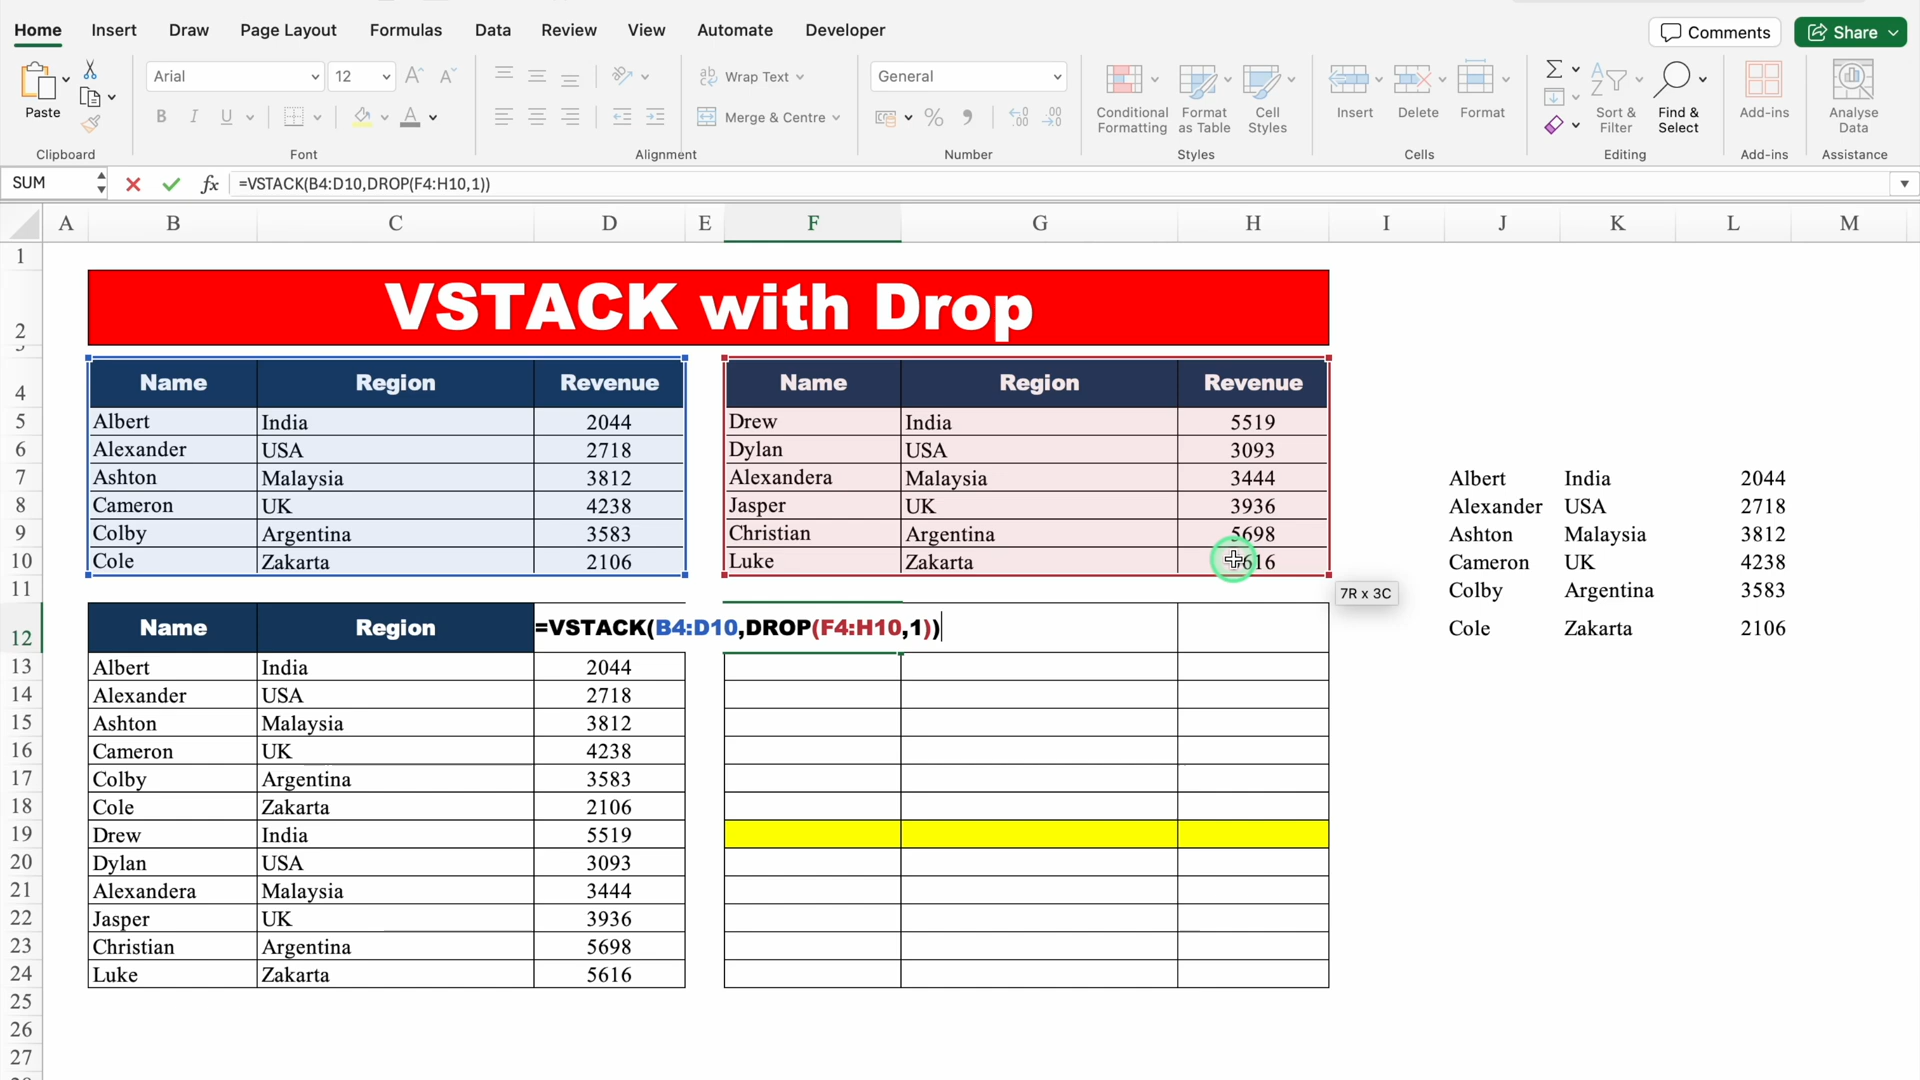 Home Insert Draw Page Layout Formulas Data Review View Automate Developer Comments Share
Paste
Clipboard
Arial 12
B I U A
Font
Wrap Text
Merge & Centre
Alignment
General
Number
Conditional Formatting
Format as Table
Cell Styles
Styles
Insert Delete Format
Cells
Sort & Filter
Find & Select
Editing
Add-ins
Add-ins
Analyse Data
Assistance
SUM fx =VSTACK(B4:D10,DROP(F4:H10,1))
A B C D E F G H I J K L M
1
2 VSTACK with Drop
4 Name Region Revenue Name Region Revenue
5 Albert India 2044 Drew India 5519
6 Alexander USA 2718 Dylan USA 3093
7 Ashton Malaysia 3812 Alexandera Malaysia 3444 Albert India 2044
8 Cameron UK 4238 Jasper UK 3936 Alexander USA 2718
9 Colby Argentina 3583 Christian Argentina 5698 Ashton Malaysia 3812
10 Cole Zakarta 2106 Luke Zakarta Cameron UK 4238
11 7R x 3C Colby Argentina 3583
12 Name Region =VSTACK(B4:D10,DROP(F4:H10,1)) Cole Zakarta 2106
13 Albert India 2044
14 Alexander USA 2718
15 Ashton Malaysia 3812
16 Cameron UK 4238
17 Colby Argentina 3583
18 Cole Zakarta 2106
19 Drew India 5519
20 Dylan USA 3093
21 Alexandera Malaysia 3444
22 Jasper UK 3936
23 Christian Argentina 5698
24 Luke Zakarta 5616
25
26
27